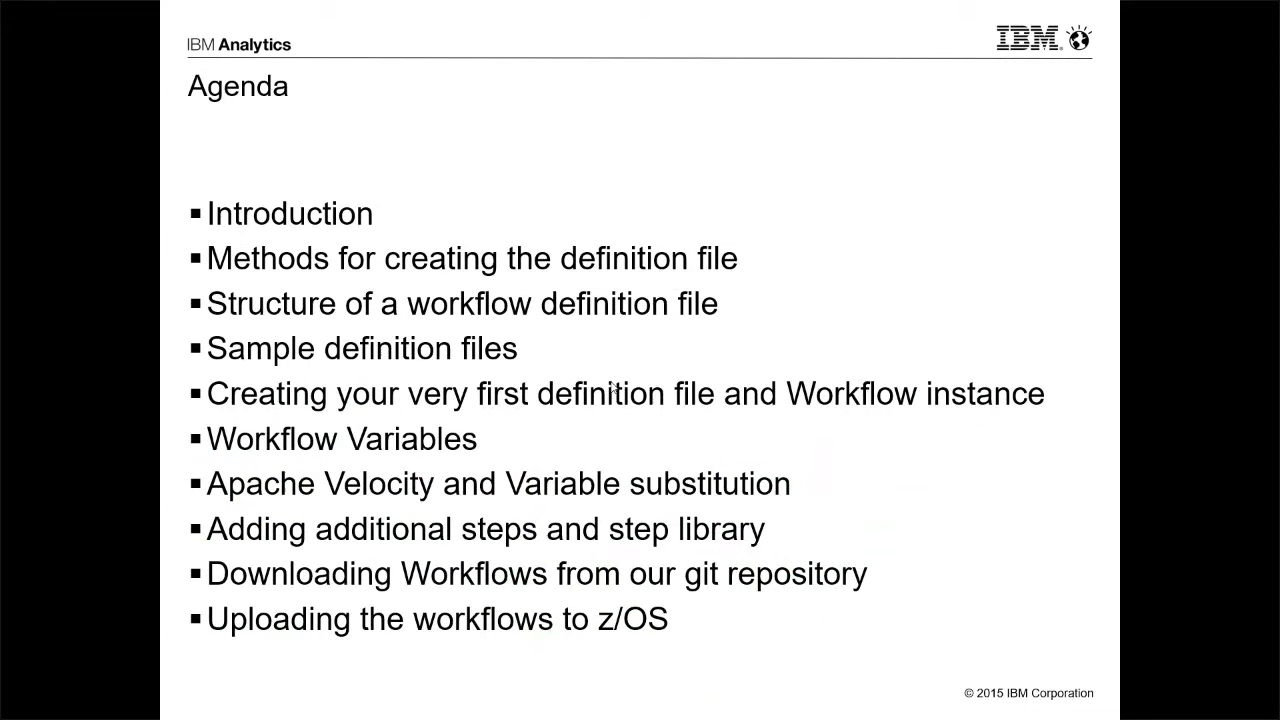 IBM Analytics
IBM
Agenda
▪Introduction
▪Methods for creating the definition file
▪Structure of a workflow definition file
▪Sample definition files
▪Creating your very first definition file and Workflow instance
▪Workflow Variables
▪Apache Velocity and Variable substitution
▪Adding additional steps and step library
▪Downloading Workflows from our git repository
▪Uploading the workflows to z/OS
© 2015 IBM Corporation